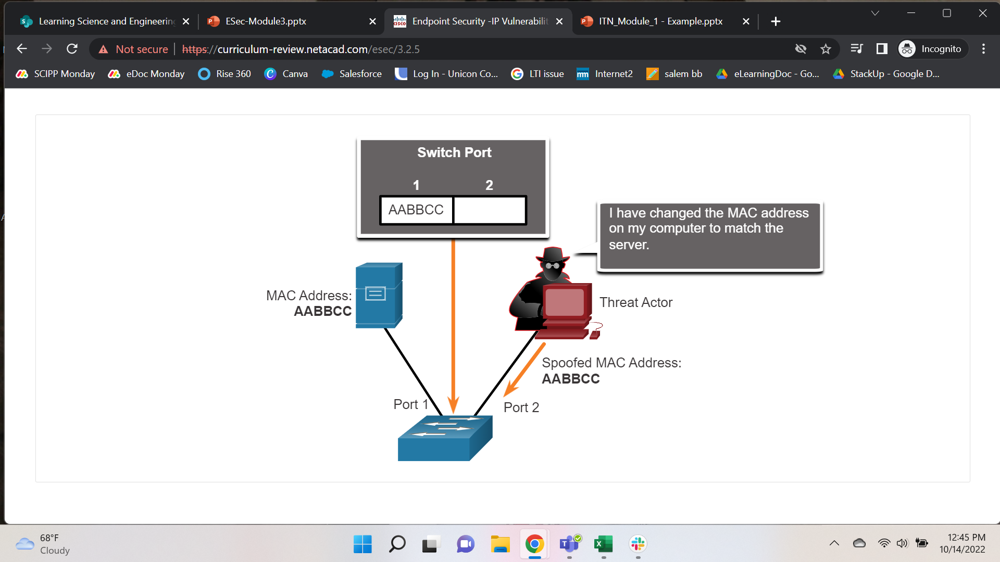 Learning Science and Engineering
ESec-Module3.pptx
Endpoint Security -IP Vulnerabilit
ITN_Module_1 - Example.pptx
Not secure
https://curriculum-review.netacad.com/esec/3.2.5
Incognito
SCIPP Monday
eDoc Monday
Rise 360
Canva
Salesforce
Log In - Unicon Co...
LTI issue
Internet2
salem bb
eLearningDoc - Go...
StackUp - Google D...
Switch Port
1 2
AABBCC
I have changed the MAC address
on my computer to match the
server.
MAC Address:
AABBCC
Threat Actor
Spoofed MAC Address:
AABBCC
Port 1
Port 2
68°F
Cloudy
12:45 PM
10/14/2022